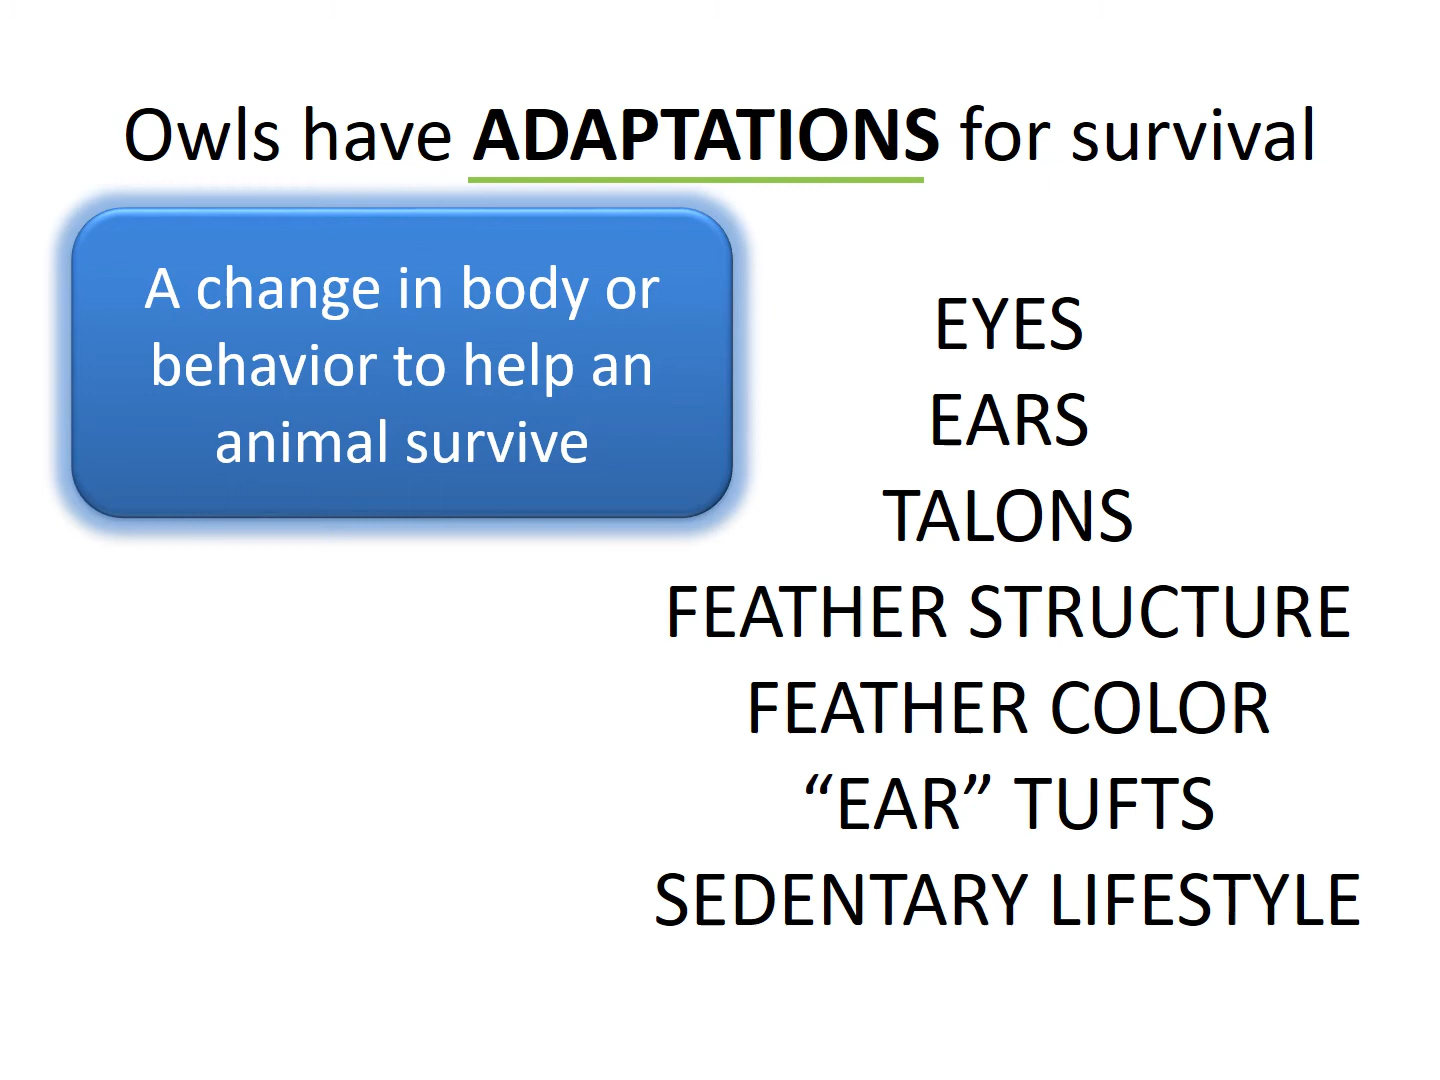 Owls have ADAPTATIONS for survival
A change in body or
behavior to help an
animal survive
EYES
EARS
TALONS
FEATHER STRUCTURE
FEATHER COLOR
“EAR” TUFTS
SEDENTARY LIFESTYLE